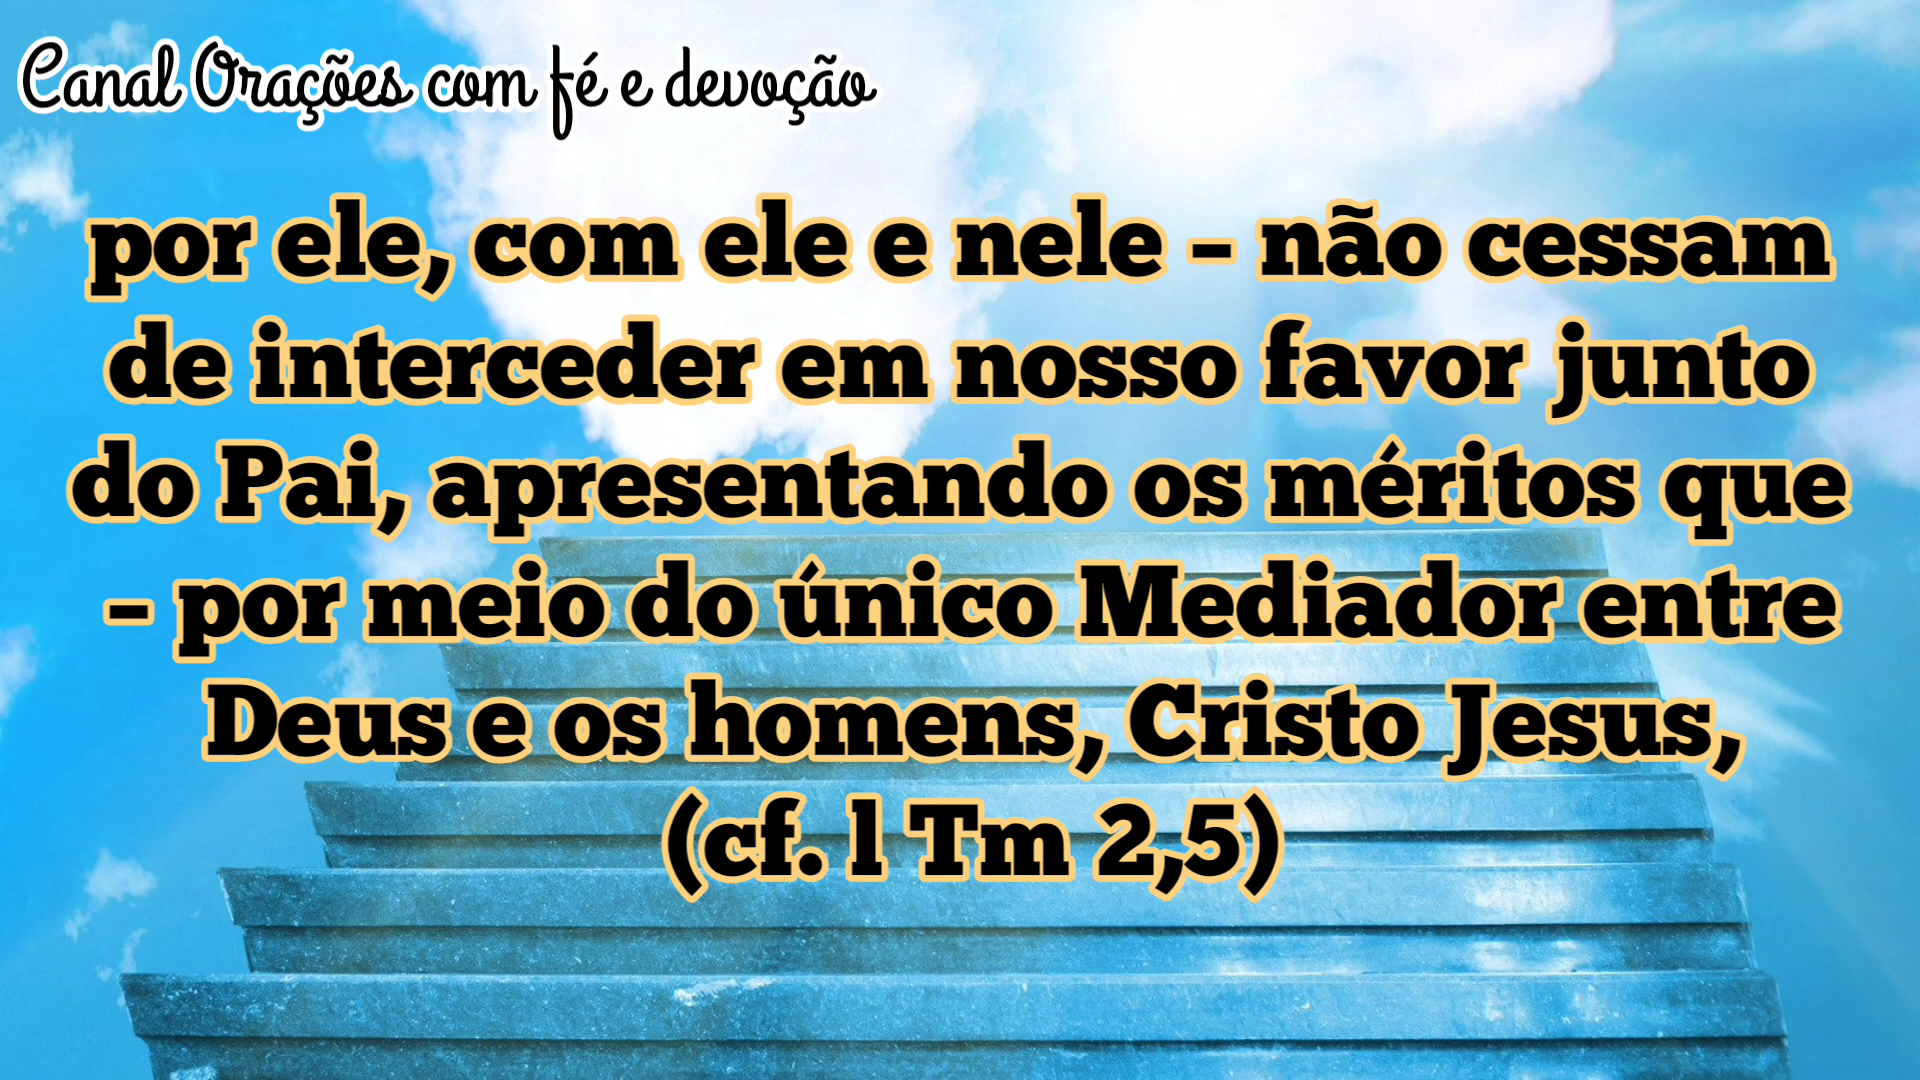 Canal Orações com fé e devoção
por ele, com ele e nele – não cessam
de interceder em nosso favor junto
do Pai, apresentando os méritos que
– por meio do único Mediador entre
Deus e os homens, Cristo Jesus,
(cf. l Tm 2,5)